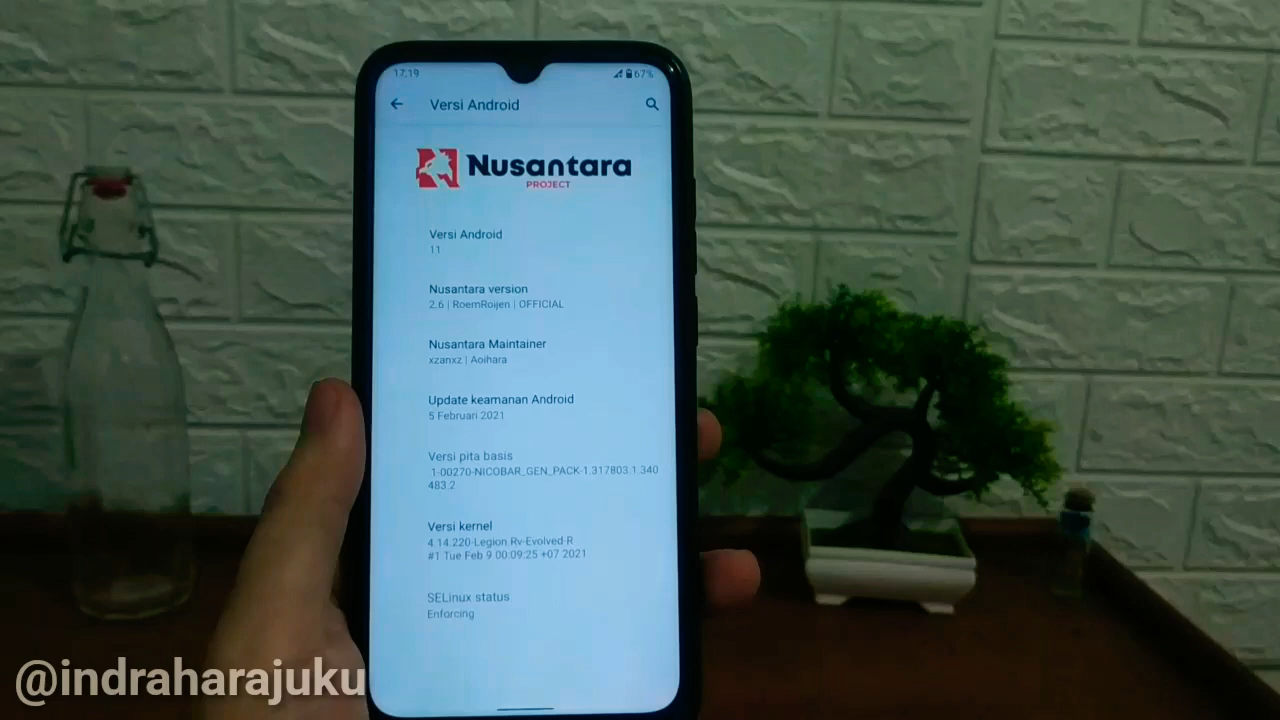 17.19
67%
Versi Android
Nusantara
PROJECT
Versi Android
11
Nusantara version
2.6 | RoemRoijen | OFFICIAL
Nusantara Maintainer
xzanxz | Aoihara
Update keamanan Android
5 Februari 2021
Versi pita basis
1-00270-NICOBAR_GEN_PACK-1.317803.1.340
483.2
Versi kernel
4.14.220-Legion.Rv-Evolved-R
#1 Tue Feb 9 00:09:25 +07 2021
SELinux status
Enforcing
@indraharajuku